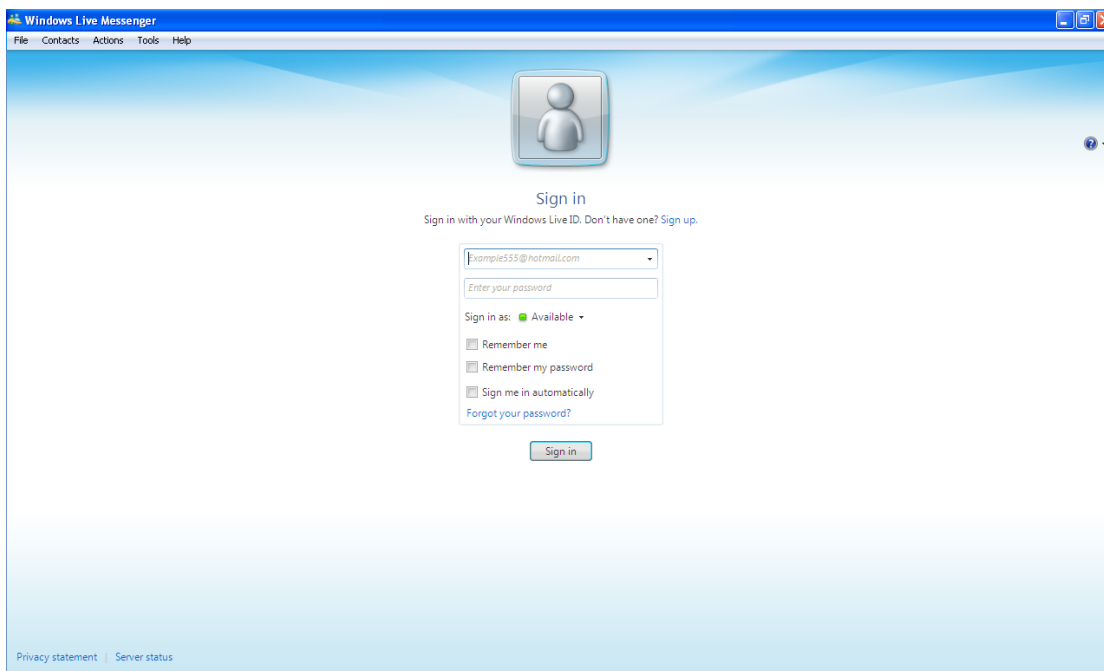 Windows Live Messenger
File Contacts Actions Tools Help
Sign in
Sign in with your Windows Live ID. Don't have one? Sign up.
Example555@hotmail.com
Enter your password
Sign in as: Available
Remember me
Remember my password
Sign me in automatically
Forgot your password?
Sign in
Privacy statement | Server status